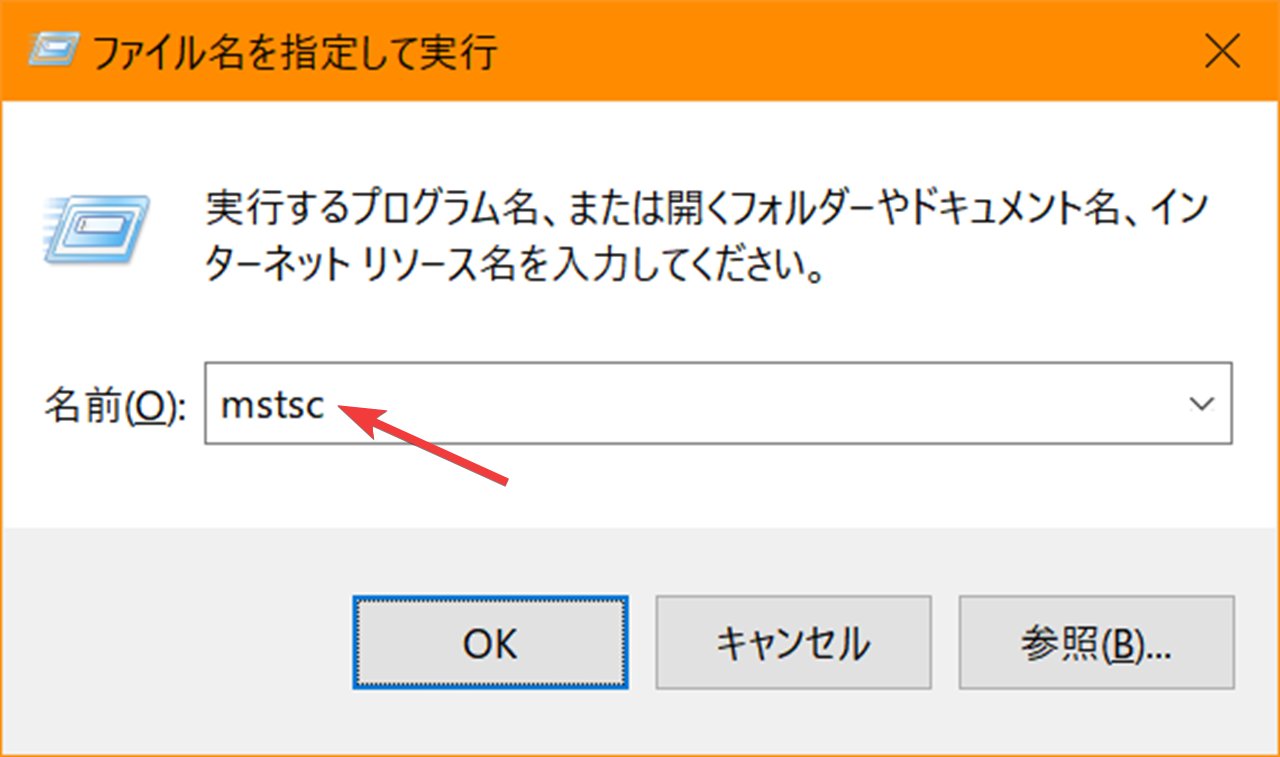 ファイル名を指定して実行
実行するプログラム名、または開くフォルダーやドキュメント名、イン
ターネット リソース名を入力してください。
名前(O): mstsc
OK キャンセル 参照(B)...